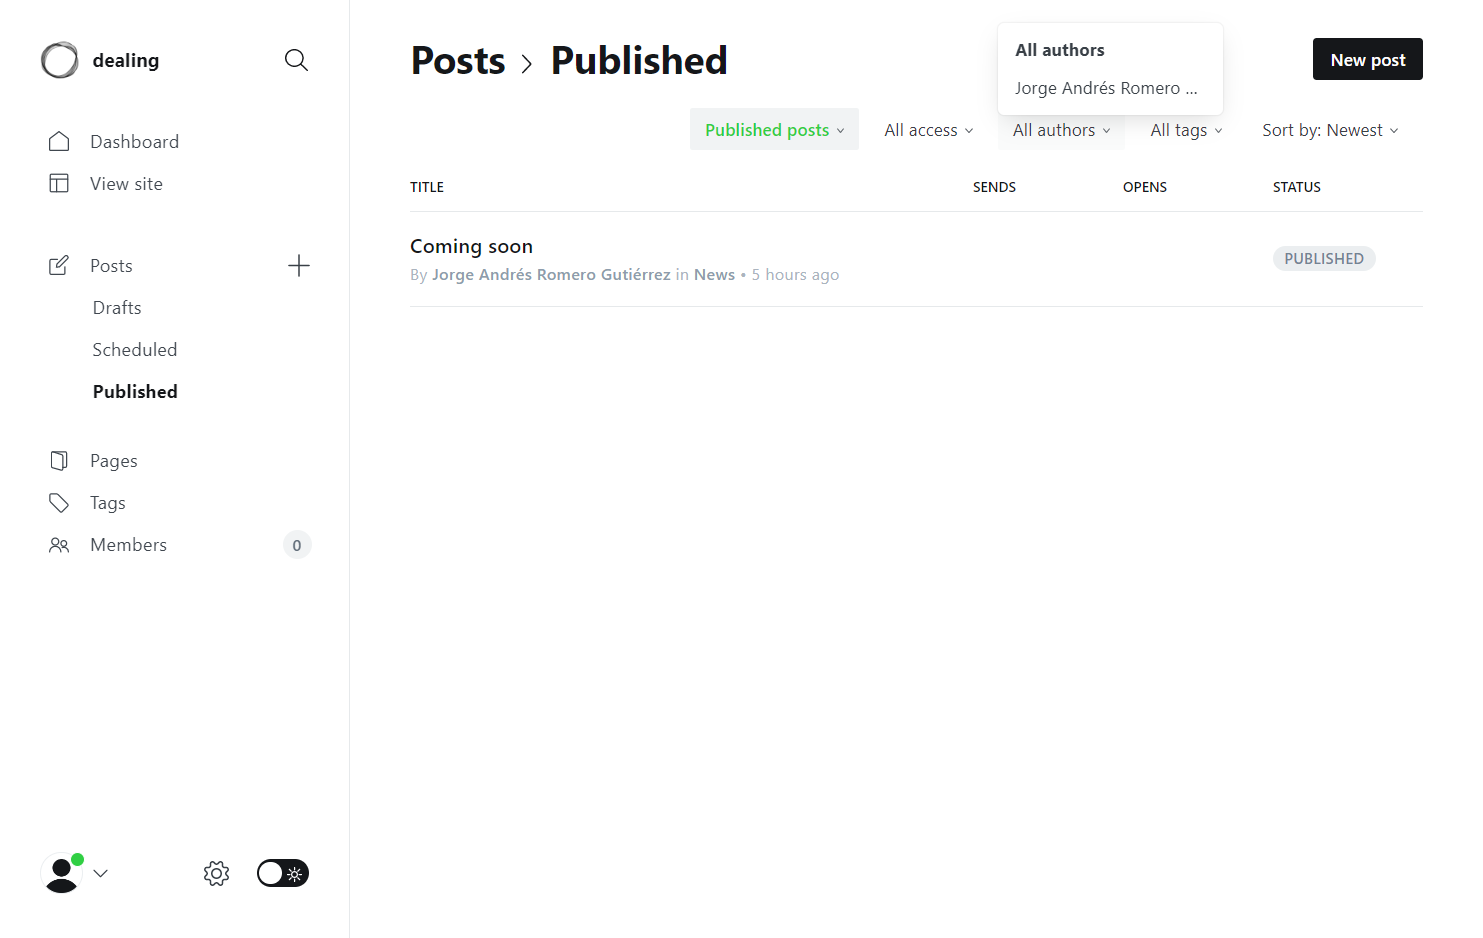 dealing
Dashboard
View site
Posts
Drafts
Scheduled
Published
Pages
Tags
Members 0
Posts > Published
All authors
Jorge Andrés Romero ...
New post
Published posts All access All authors All tags Sort by: Newest
TITLE SENDS OPENS STATUS
Coming soon
By Jorge Andrés Romero Gutiérrez in News • 5 hours ago
PUBLISHED